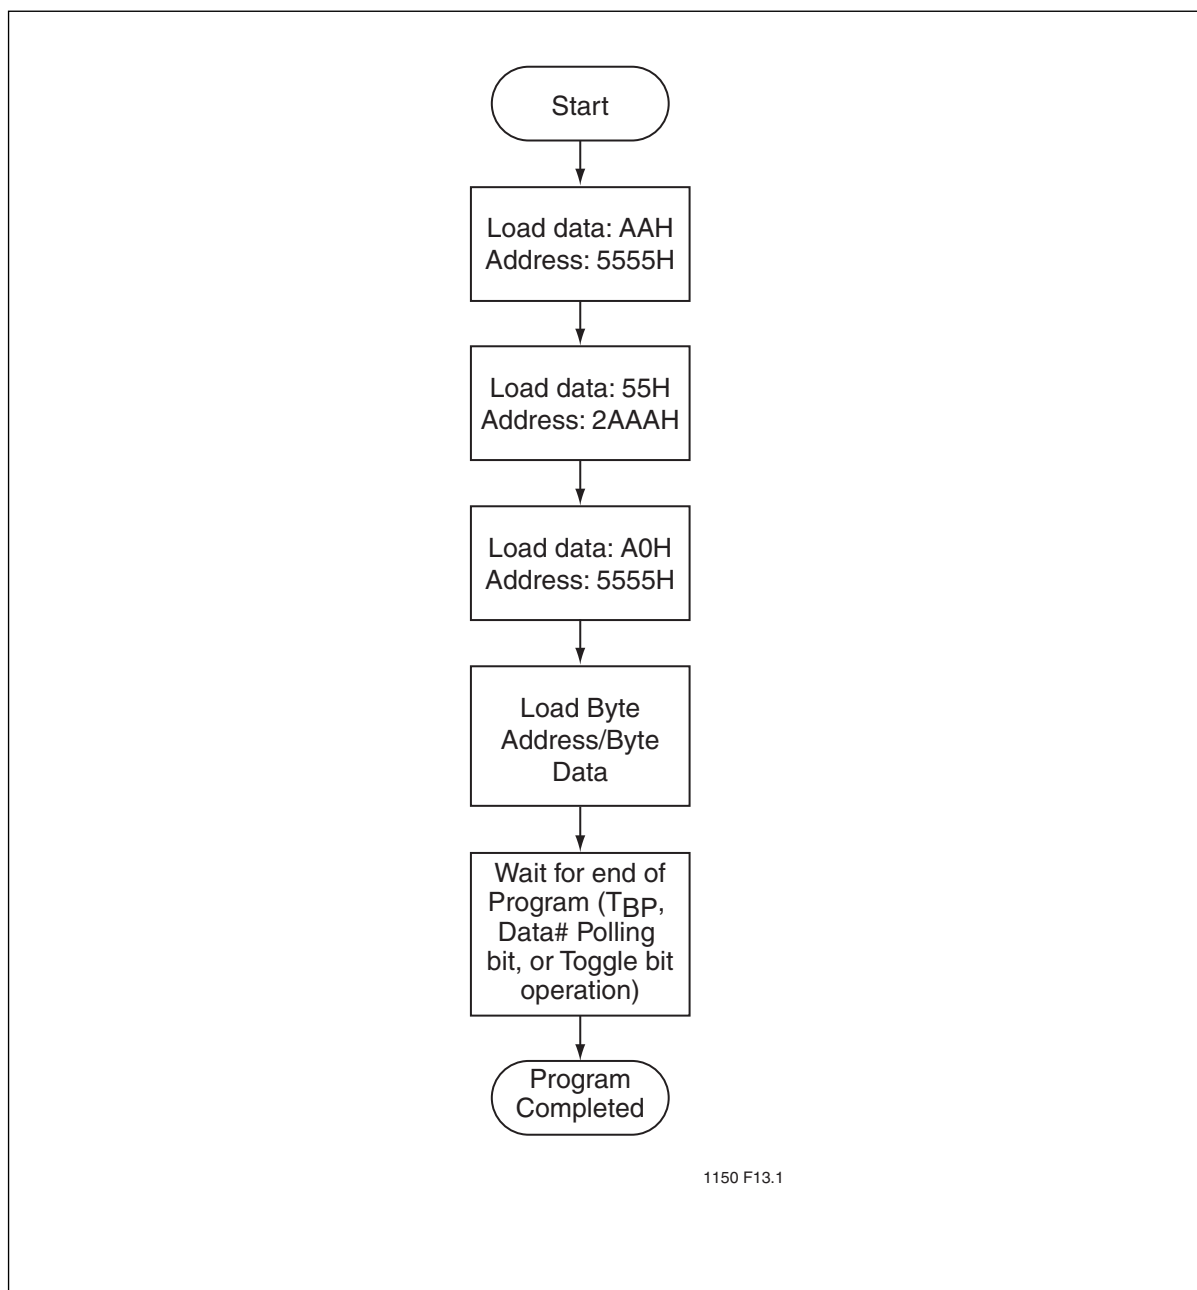 Start
Load data: AAH
Address: 5555H
Load data: 55H
Address: 2AAAH
Load data: A0H
Address: 5555H
Load Byte
Address/Byte
Data
Wait for end of
Program (TBP,
Data# Polling
bit, or Toggle bit
operation)
Program
Completed
1150 F13.1